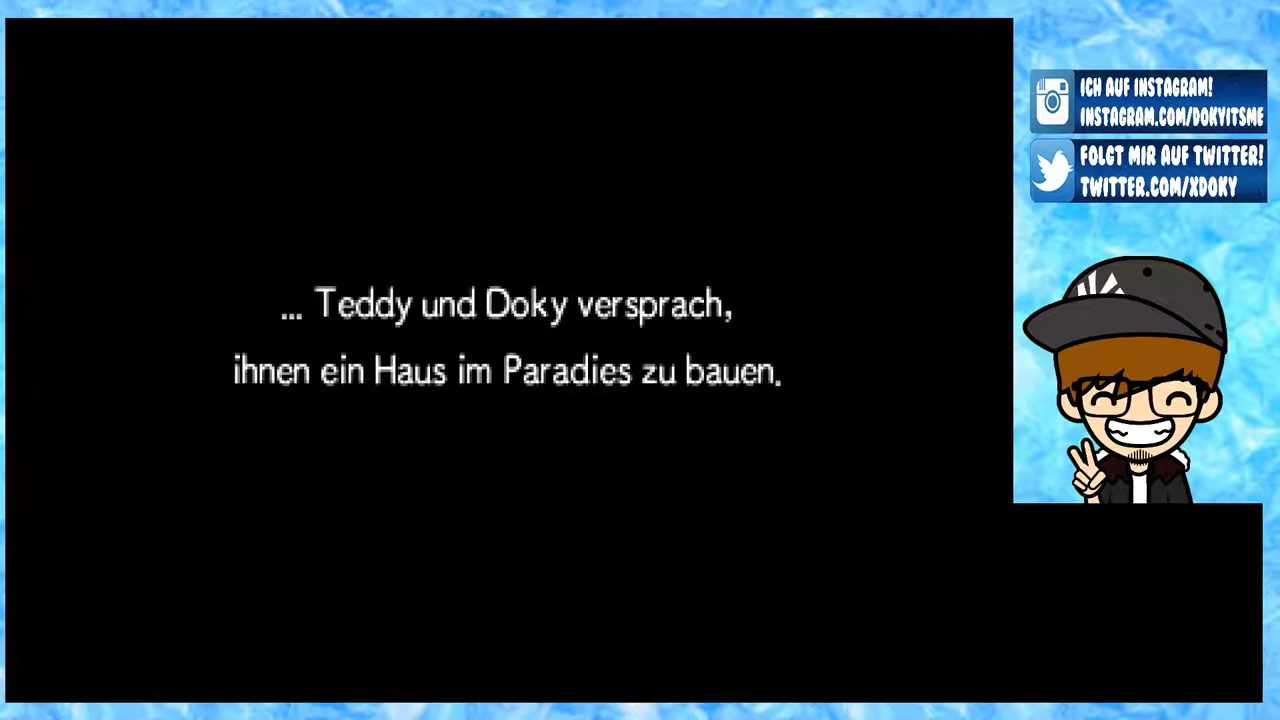 ... Teddy und Doky versprach,
ihnen ein Haus im Paradies zu bauen.
ICH AUF INSTAGRAM!
INSTAGRAM.COM/DOKYITSME
FOLGT MIR AUF TWITTER!
TWITTER.COM/XDOKY